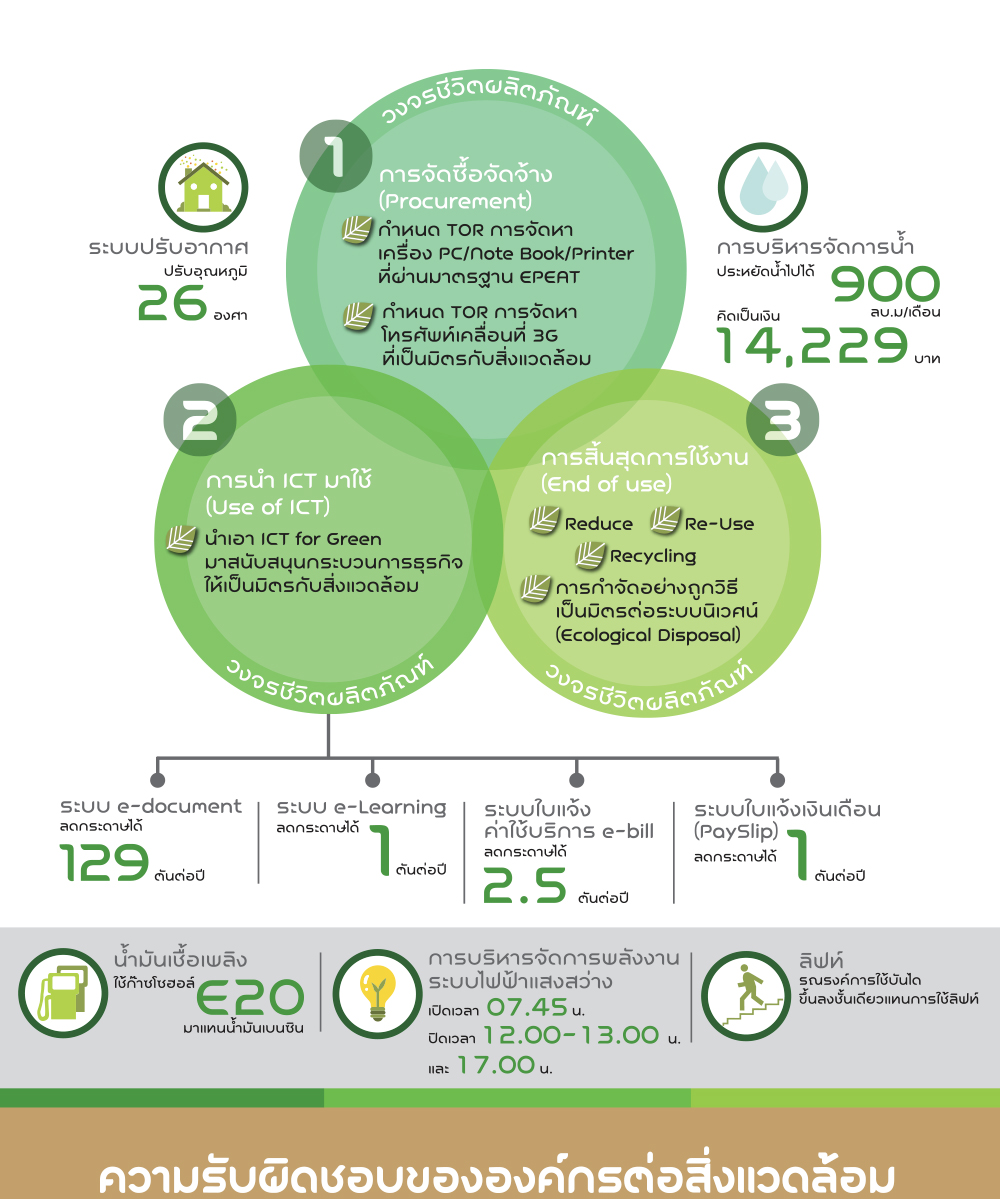 วงจรชีวิตผลิตภัณฑ์
1
การจัดซื้อจัดจ้าง
(Procurement)
กำหนด TOR การจัดหา
เครื่อง PC/Note Book/Printer
ที่ผ่านมาตรฐาน EPEAT
กำหนด TOR การจัดหา
โทรศัพท์เคลื่อนที่ 3G
ที่เป็นมิตรกับสิ่งแวดล้อม
ระบบปรับอากาศ
ปรับอุณหภูมิ
26 องศา
การบริหารจัดการน้ำ
ประหยัดน้ำไปได้ 900
ลบ.ม/เดือน
คิดเป็นเงิน
14,229 บาท
2
การนำ ICT มาใช้
(Use of ICT)
นำเอา ICT for Green
มาสนับสนุนกระบวนการธุรกิจ
ให้เป็นมิตรกับสิ่งแวดล้อม
วงจรชีวิตผลิตภัณฑ์
3
การสิ้นสุดการใช้งาน
(End of use)
Reduce Re-Use
Recycling
การกำจัดอย่างถูกวิธี
เป็นมิตรต่อระบบนิเวศน์
(Ecological Disposal)
วงจรชีวิตผลิตภัณฑ์
ระบบ e-document
ลดกระดาษได้
129 ตันต่อปี
ระบบ e-Learning
ลดกระดาษได้ 1
ตันต่อปี
ระบบใบแจ้ง
ค่าใช้บริการ e-bill
ลดกระดาษได้
2.5 ตันต่อปี
ระบบใบแจ้งเงินเดือน
(PaySlip)
ลดกระดาษได้ 1
ตันต่อปี
น้ำมันเชื้อเพลิง
ใช้ก๊าซโซฮอล์ E20
มาแทนน้ำมันเบนซิน
การบริหารจัดการพลังงาน
ระบบไฟฟ้าแสงสว่าง
เปิดเวลา 07.45 น.
ปิดเวลา 12.00-13.00 น.
และ 17.00 น.
ลิฟท์
รณรงค์การใช้บันได
ขึ้นลงชั้นเดียวแทนการใช้ลิฟท์
ความรับผิดชอบขององค์กรต่อสิ่งแวดล้อม